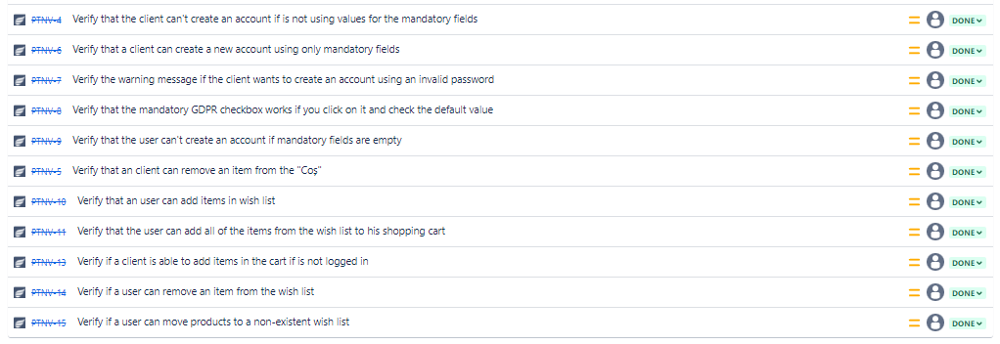 PTNV-4 Verify that the client can't create an account if is not using values for the mandatory fields DONE
PTNV-6 Verify that a client can create a new account using only mandatory fields DONE
PTNV-7 Verify the warning message if the client wants to create an account using an invalid password DONE
PTNV-8 Verify that the mandatory GDPR checkbox works if you click on it and check the default value DONE
PTNV-9 Verify that the user can't create an account if mandatory fields are empty DONE
PTNV-5 Verify that an client can remove an item from the "Coș" DONE
PTNV-10 Verify that an user can add items in wish list DONE
PTNV-11 Verify that the user can add all of the items from the wish list to his shopping cart DONE
PTNV-13 Verify if a client is able to add items in the cart if is not logged in DONE
PTNV-14 Verify if a user can remove an item from the wish list DONE
PTNV-15 Verify if a user can move products to a non-existent wish list DONE